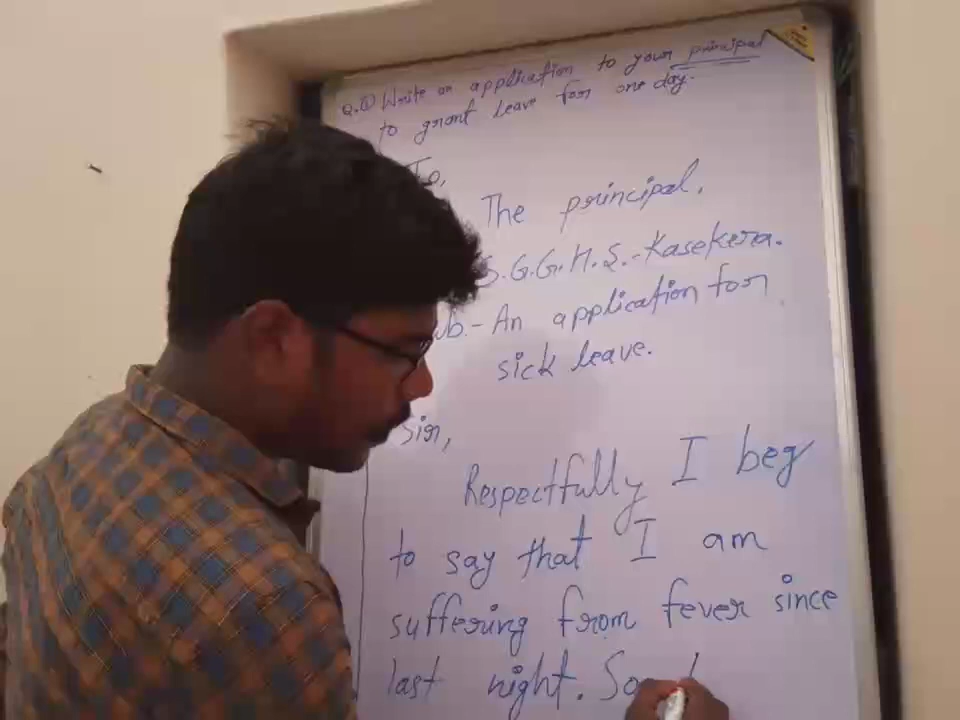 Q.① Write an application to your principal
to grant leave for one day.
To,
The principal,
S.G.G.H.S.-Kasekera.
ub.- An application for
sick leave.
Sir,
Respectfully I beg
to say that I am
suffering from fever since
last night. So